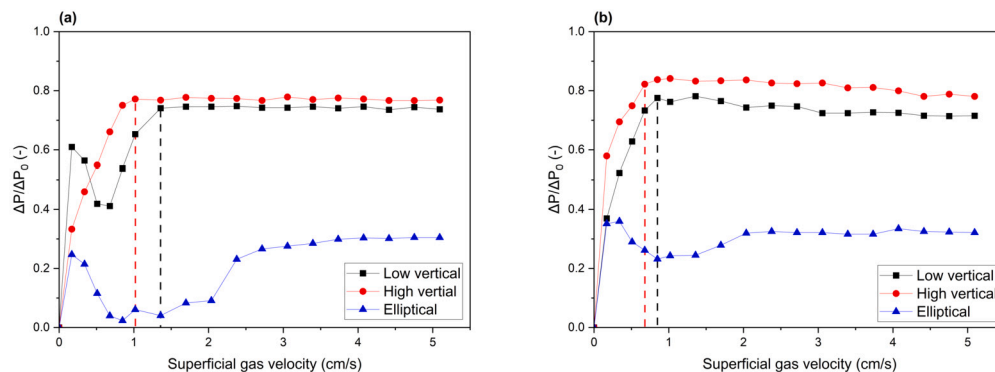 (a)
1.0
0.8
0.6
0.4
0.2
0.0
ΔP/ΔP0 (-)
Low vertical
High vertial
Elliptical
0 1 2 3 4 5
Superficial gas velocity (cm/s)
(b)
1.0
0.8
0.6
0.4
0.2
0.0
ΔP/ΔP0 (-)
Low vertical
High vertical
Elliptical
0 1 2 3 4 5
Superficial gas velocity (cm/s)